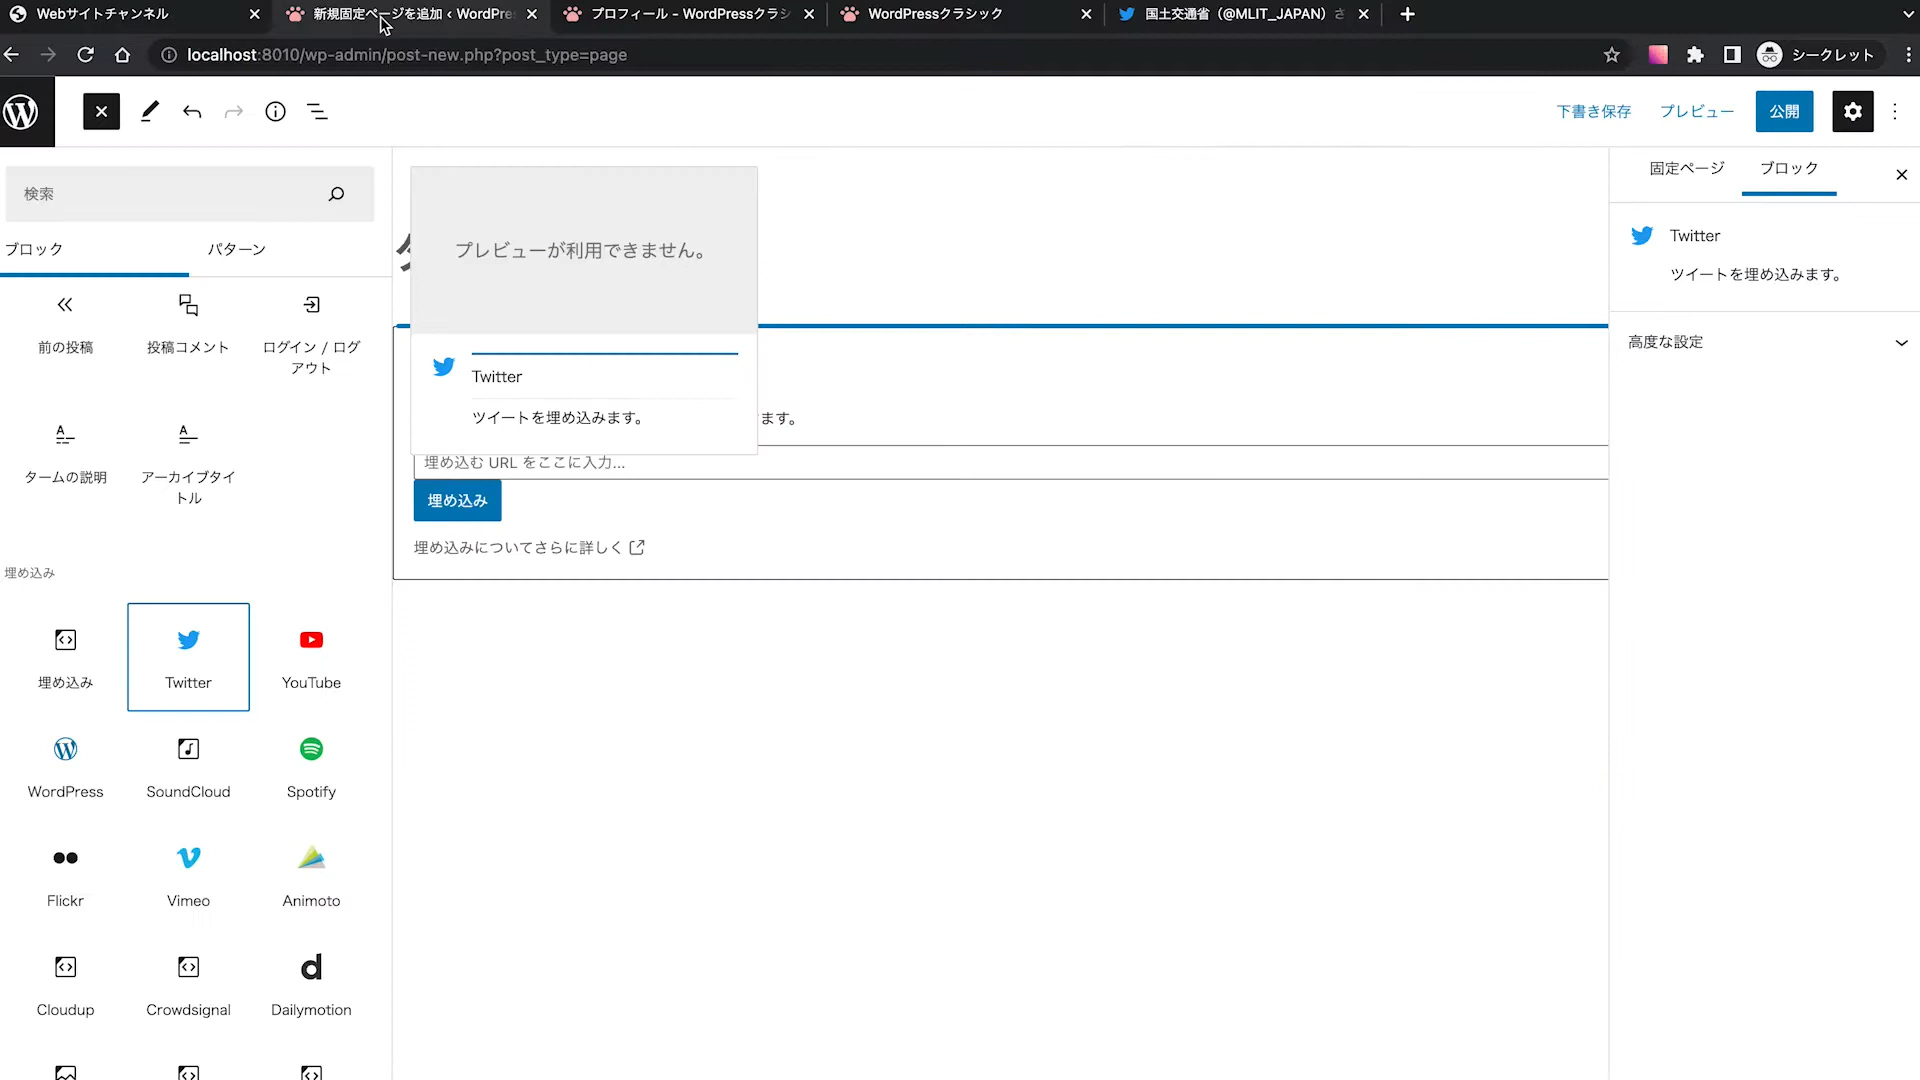 Webサイトチャンネル
新規固定ページを追加 ‹ WordPre
プロフィール – WordPressクラシ
WordPressクラシック
国土交通省（@MLIT_JAPAN）さ
localhost:8010/wp-admin/post-new.php?post_type=page
シークレット
下書き保存
プレビュー
公開
検索
ブロック
パターン
前の投稿
投稿コメント
ログイン / ログ
アウト
タームの説明
アーカイブタイ
トル
埋め込み
埋め込み
Twitter
YouTube
WordPress
SoundCloud
Spotify
Flickr
Vimeo
Animoto
Cloudup
Crowdsignal
Dailymotion
プレビューが利用できません。
Twitter
ツイートを埋め込みます。
ます。
埋め込む URL をここに入力...
埋め込み
埋め込みについてさらに詳しく
固定ページ
ブロック
Twitter
ツイートを埋め込みます。
高度な設定